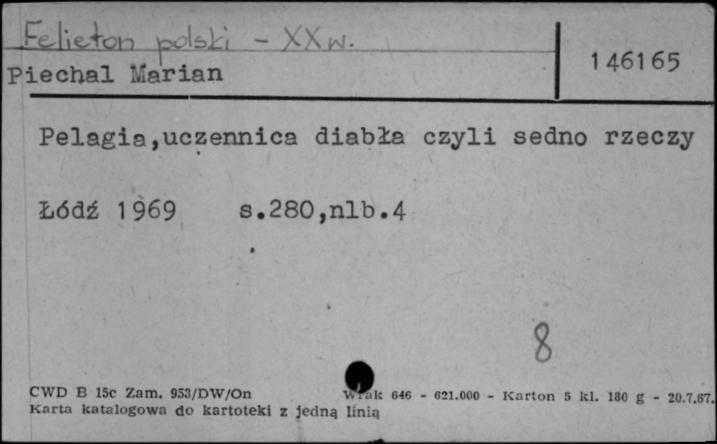 Felieton polski - XX w.
146165
Piechal Marian
Pelagia,uczennica diabła czyli sedno rzeczy
Łódź 1969 s.280,nlb.4
8
CWD B 15c Zam. 953/DW/On Wrak 646 - 621.000 - Karton 5 kl. 180 g - 20.7.67.
Karta katalogowa do kartoteki z jedną linią